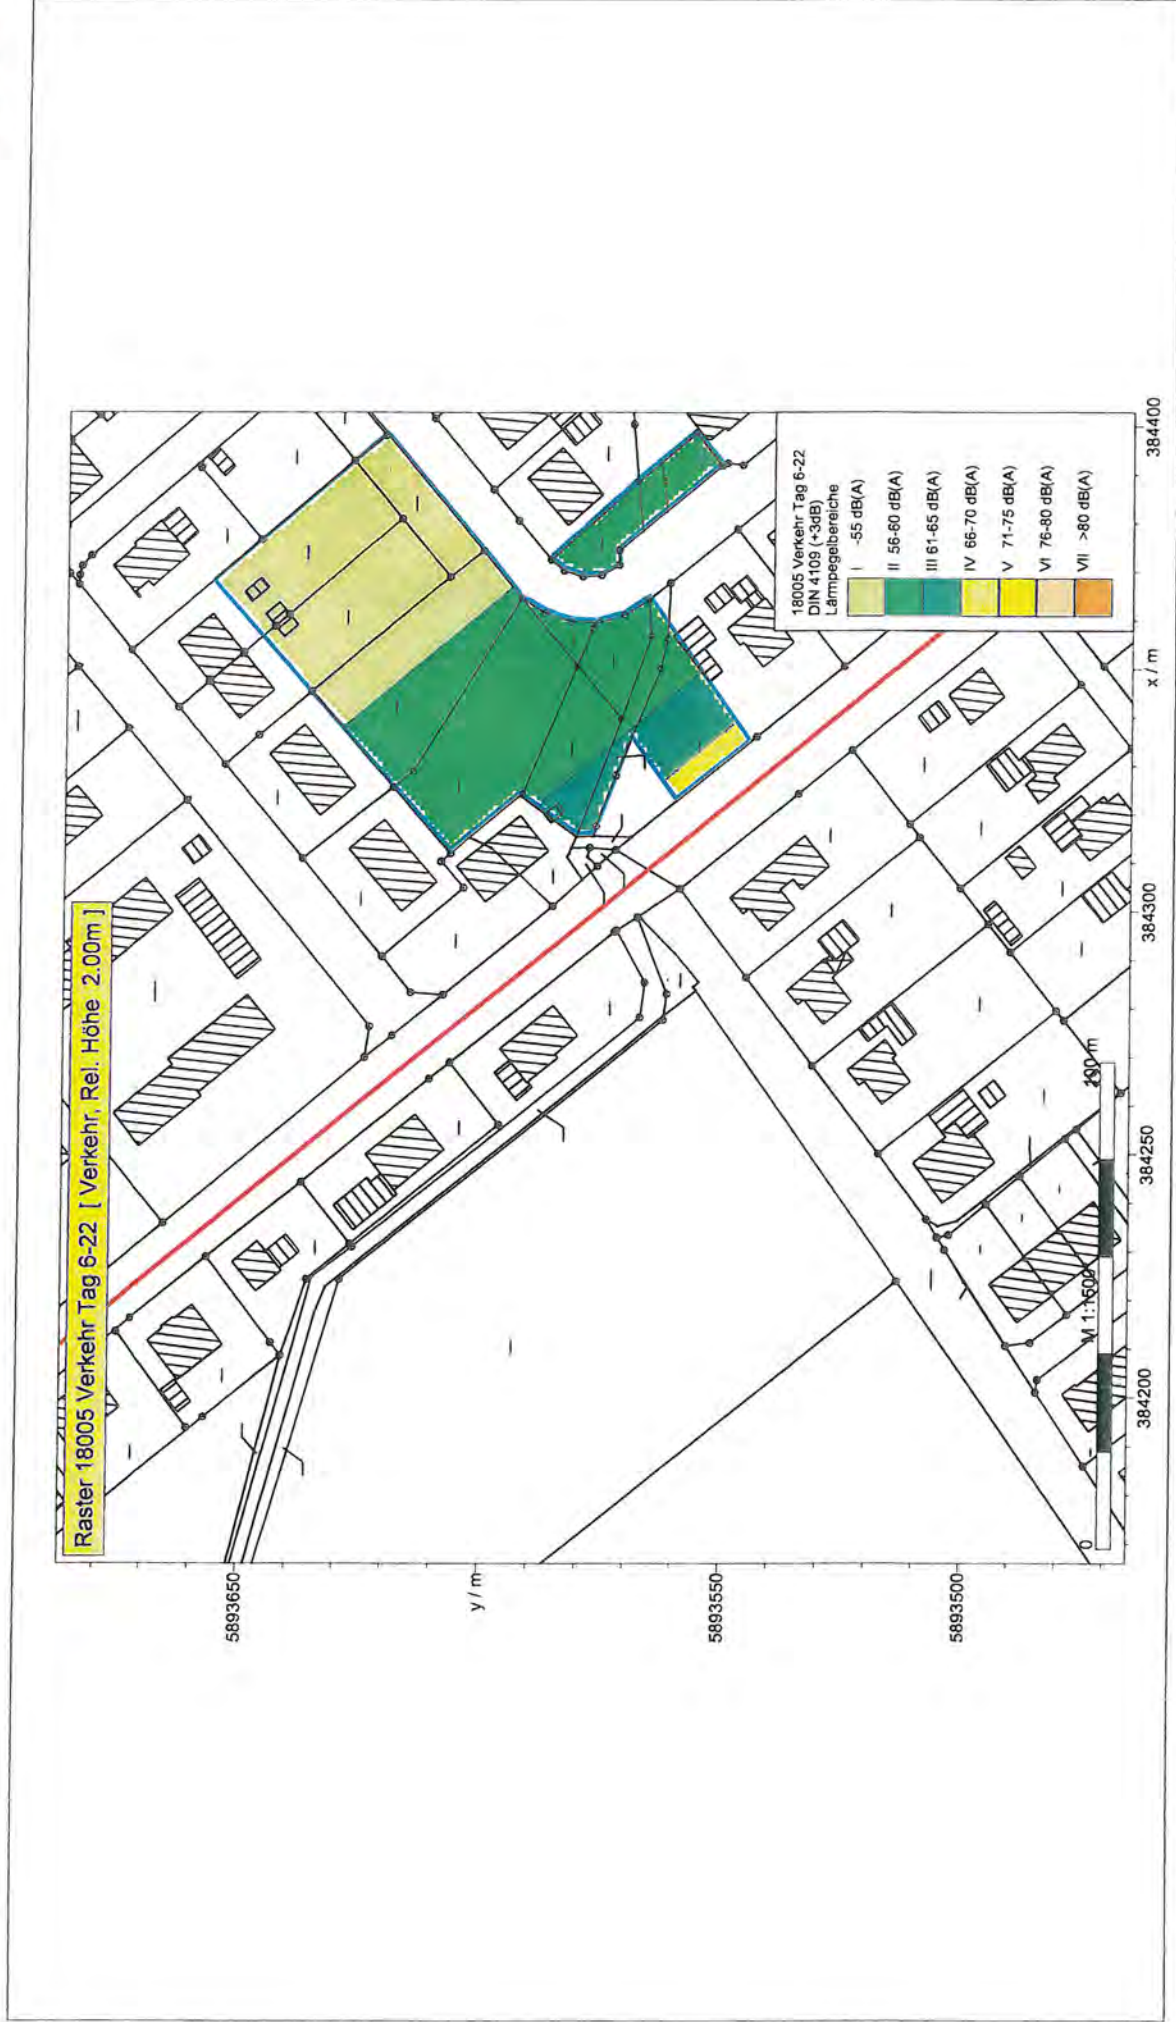 Raster 18005 Verkehr Tag 6-22 [ Verkehr, Rel. Höhe 2.00m ]
5893650
y / m
5893550
5893500
18005 Verkehr Tag 6-22
DIN 4109 (+3dB)
Lärmpegelbereiche
I -55 dB(A)
II 56-60 dB(A)
III 61-65 dB(A)
IV 66-70 dB(A)
V 71-75 dB(A)
VI 76-80 dB(A)
VII >80 dB(A)
0
M 1:1500
100 m
384200
384250
384300
x / m
384400